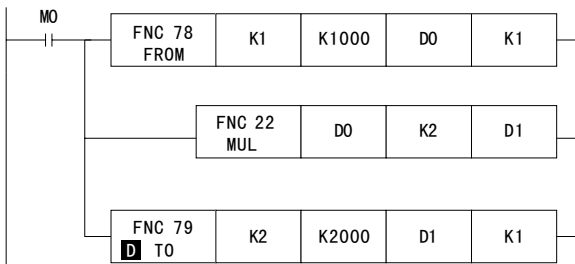 M0
FNC 78 FROM K1 K1000 D0 K1
FNC 22 MUL D0 K2 D1
FNC 79 D TO K2 K2000 D1 K1